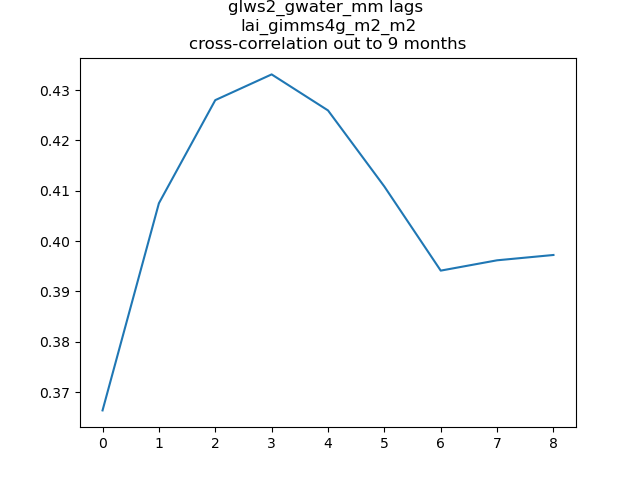 glws2_gwater_mm lags
lai_gimms4g_m2_m2
cross-correlation out to 9 months
0.43
0.42
0.41
0.40
0.39
0.38
0.37
0 1 2 3 4 5 6 7 8